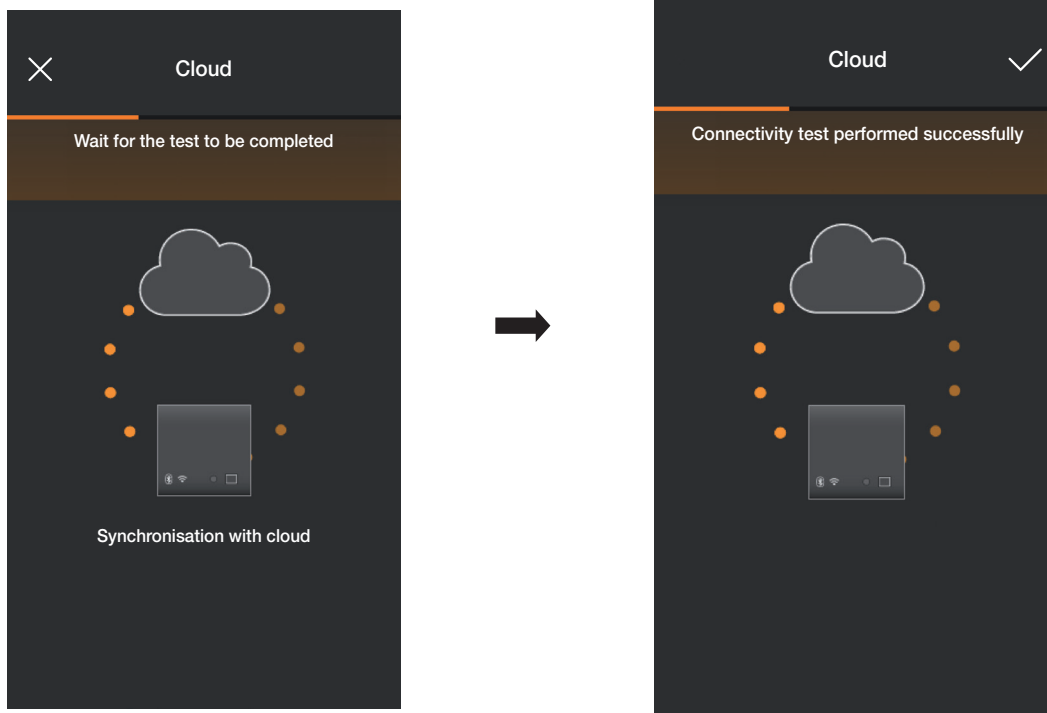 Cloud
Wait for the test to be completed
Synchronisation with cloud
Cloud
Connectivity test performed successfully